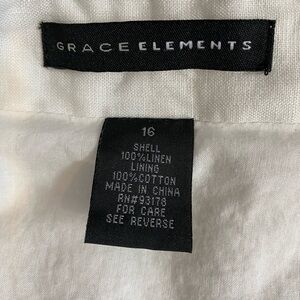 GRACE ELEMENTS
16
SHELL
100%LINEN
LINING
100%COTTON
MADE IN CHINA
RN#93176
FOR CARE
SEE REVERSE